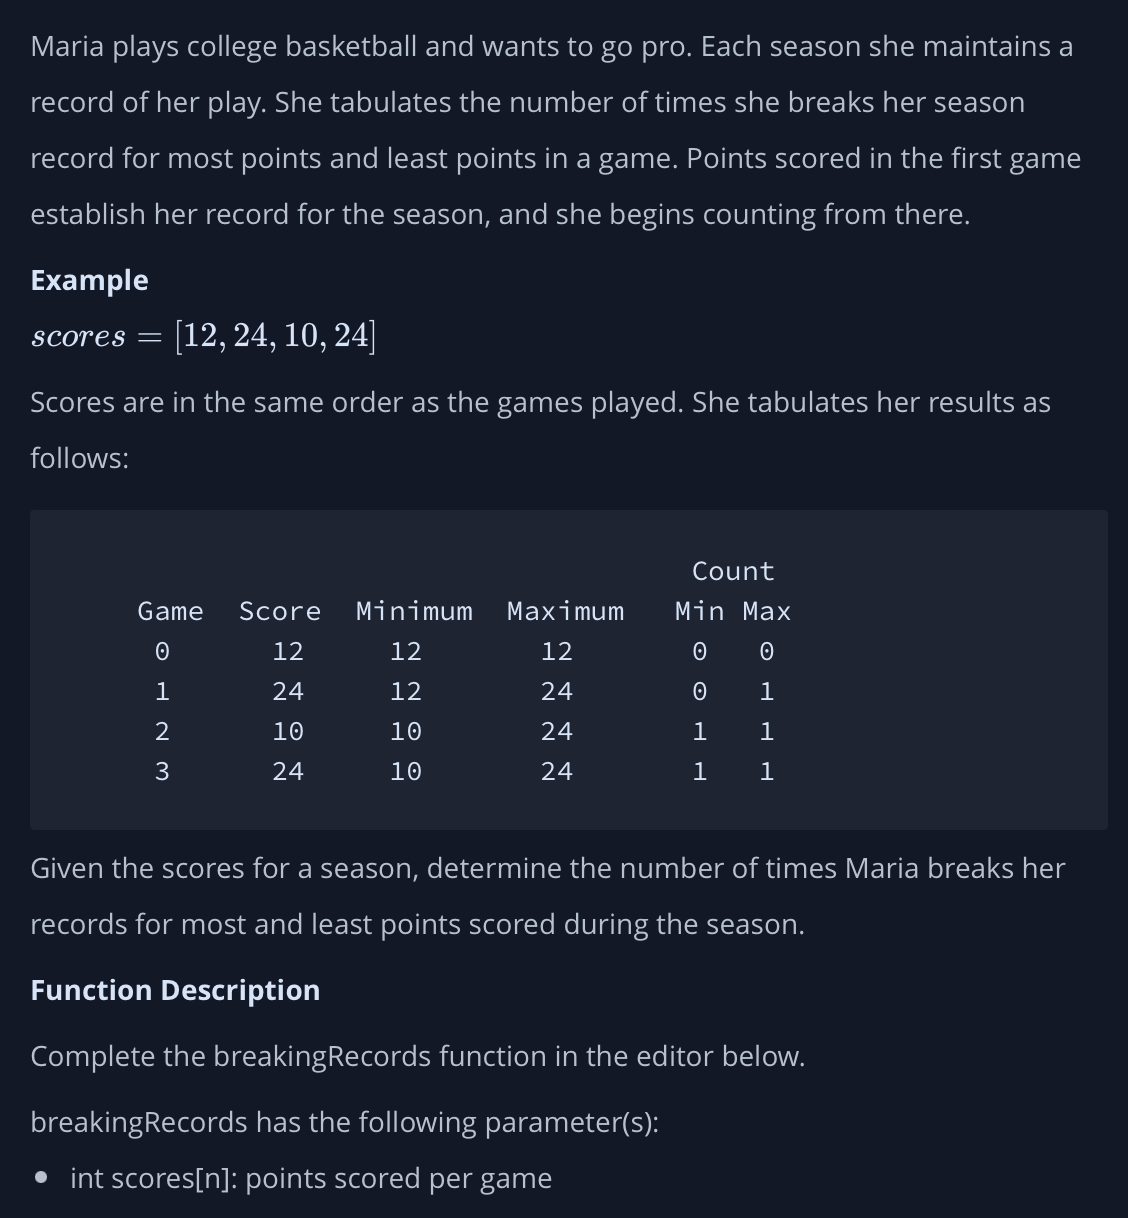 Maria plays college basketball and wants to go pro. Each season she maintains a
record of her play. She tabulates the number of times she breaks her season
record for most points and least points in a game. Points scored in the first game
establish her record for the season, and she begins counting from there.
Example
scores = [12, 24, 10, 24]
Scores are in the same order as the games played. She tabulates her results as
follows:
Count
Game Score Minimum Maximum Min Max
0 12 12 12 0 0
1 24 12 24 0 1
2 10 10 24 1 1
3 24 10 24 1 1
Given the scores for a season, determine the number of times Maria breaks her
records for most and least points scored during the season.
Function Description
Complete the breakingRecords function in the editor below.
breakingRecords has the following parameter(s):
• int scores[n]: points scored per game